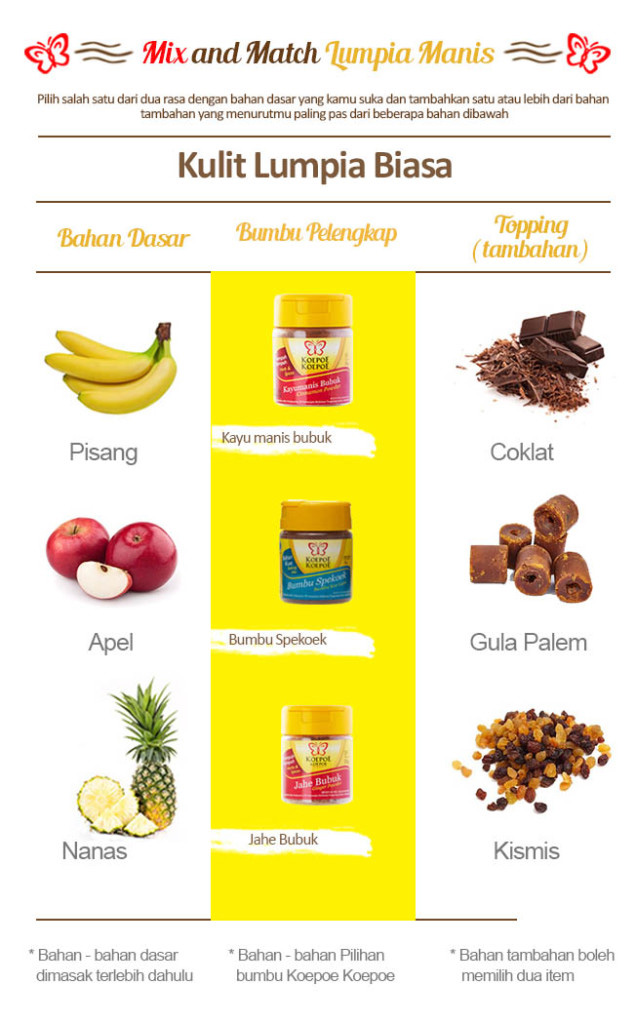 Mix and Match Lumpia Manis
Pilih salah satu dari dua rasa dengan bahan dasar yang kamu suka dan tambahkan satu atau lebih dari bahan
tambahan yang menurutmu paling pas dari beberapa bahan dibawah
Kulit Lumpia Biasa
Bahan Dasar
Bumbu Pelengkap
Topping
(tambahan)
KOEPOE
KOEPOE
Kayumanis Bubuk
Cinnamon Powder
Pisang
Kayu manis bubuk
Coklat
KOEPOE
KOEPOE
Bumbu Spekoek
Apel
Bumbu Spekoek
Gula Palem
KOEPOE
KOEPOE
Jahe Bubuk
Ginger Powder
Nanas
Jahe Bubuk
Kismis
* Bahan - bahan dasar
dimasak terlebih dahulu
* Bahan - bahan Pilihan
bumbu Koepoe Koepoe
* Bahan tambahan boleh
memilih dua item